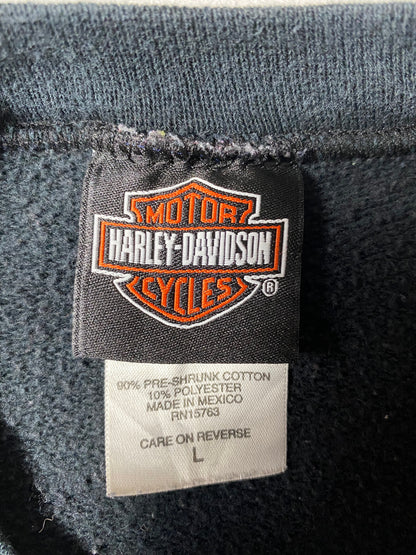 MOTOR
HARLEY-DAVIDSON
CYCLES
®
90% PRE-SHRUNK COTTON
10% POLYESTER
MADE IN MEXICO
RN15763
CARE ON REVERSE
L